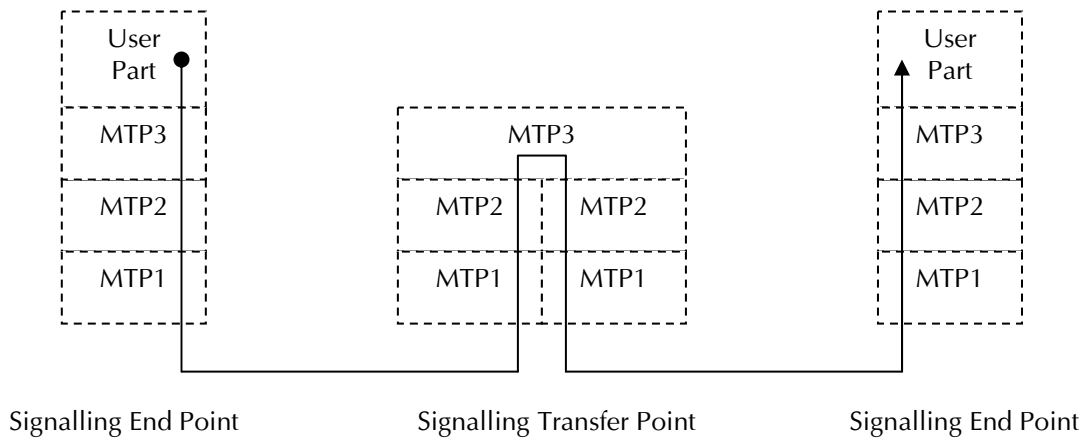 User
Part
MTP3
MTP2
MTP1
MTP3
MTP2
MTP2
MTP1
MTP1
User
Part
MTP3
MTP2
MTP1
Signalling End Point
Signalling Transfer Point
Signalling End Point